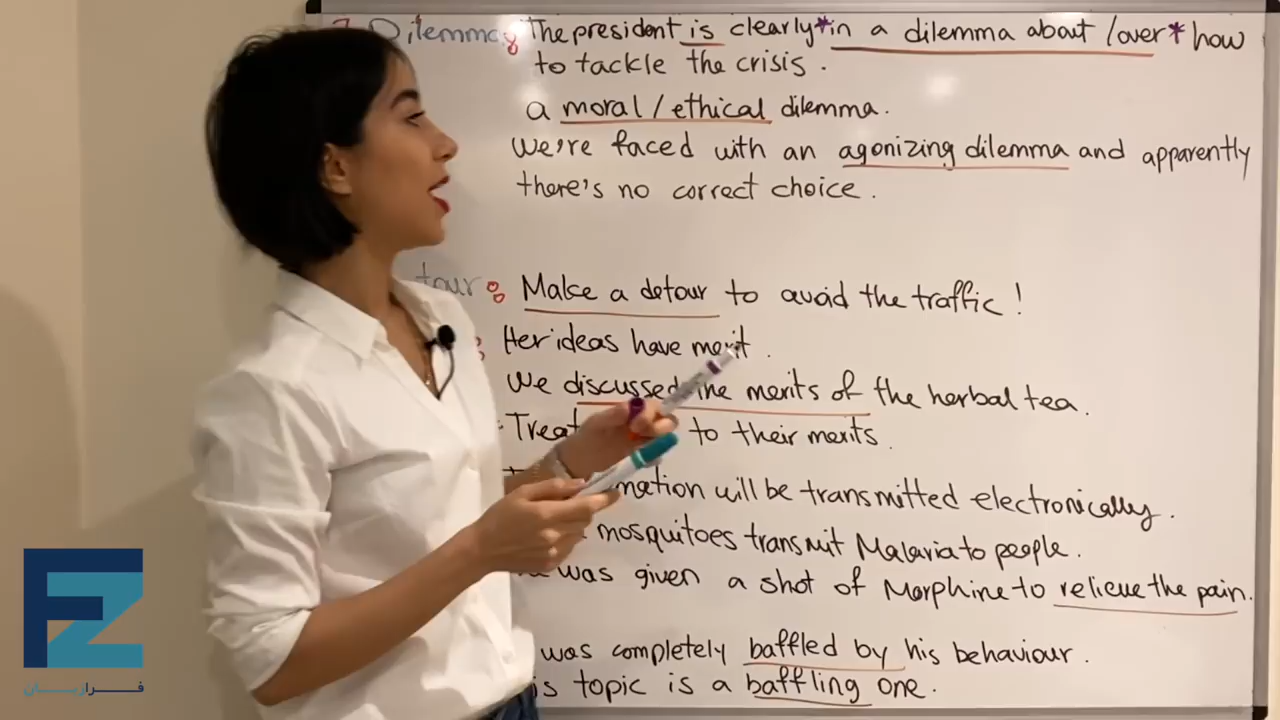 Dilemma: The president is clearly *in a dilemma about / over* how
to tackle the crisis.
a moral / ethical dilemma.
We're faced with an agonizing dilemma and apparently
there's no correct choice.
tour: Make a detour to avoid the traffic!
: Her ideas have merit.
We discussed the merits of the herbal tea.
Treat to their merits.
mation will be transmitted electronically.
mosquitoes transmit Malaria to people.
was given a shot of Morphine to relieve the pain.
was completely baffled by his behaviour.
is topic is a baffling one.
FZ
فرازبان